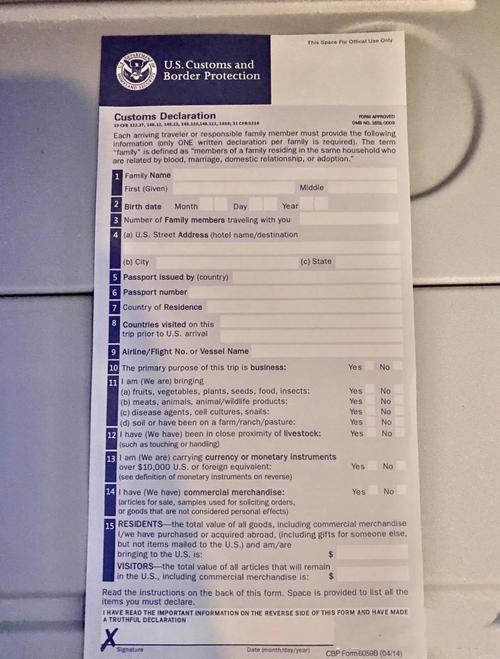 This Space For Offical Use Only
U.S. Customs and
Border Protection
Customs Declaration
FORM APPROVED
OMB NO. 1651-0009
Each arriving traveler or responsible family member must provide the following
information (only ONE written declaration per family is required). The term
"family" is defined as "members of a family residing in the same household who
are related by blood, marriage, domestic relationship, or adoption."
1 Family Name
First (Given) Middle
2 Birth date Month Day Year
3 Number of Family members traveling with you
4 (a) U.S. Street Address (hotel name/destination
(b) City (c) State
5 Passport issued by (country)
6 Passport number
7 Country of Residence
8 Countries visited on this
trip prior to U.S. arrival
9 Airline/Flight No. or Vessel Name
10 The primary purpose of this trip is business: Yes No
11 I am (We are) bringing
(a) fruits, vegetables, plants, seeds, food, insects: Yes No
(b) meats, animals, animal/wildlife products: Yes No
(c) disease agents, cell cultures, snails: Yes No
(d) soil or have been on a farm/ranch/pasture: Yes No
12 I have (We have) been in close proximity of livestock: Yes No
(such as touching or handling)
13 I am (We are) carrying currency or monetary instruments
over $10,000 U.S. or foreign equivalent: Yes No
(see definition of monetary instruments on reverse)
14 I have (We have) commercial merchandise: Yes No
(articles for sale, samples used for soliciting orders,
or goods that are not considered personal effects)
15 RESIDENTS—the total value of all goods, including commercial merchandise
I/we have purchased or acquired abroad, (including gifts for someone else,
but not items mailed to the U.S.) and am/are
bringing to the U.S. is: $
VISITORS—the total value of all articles that will remain
in the U.S., including commercial merchandise is: $
Read the instructions on the back of this form. Space is provided to list all the
items you must declare.
I HAVE READ THE IMPORTANT INFORMATION ON THE REVERSE SIDE OF THIS FORM AND HAVE MADE
A TRUTHFUL DECLARATION
X
Signature Date (month/day/year) CBP Form 6059B (04/14)